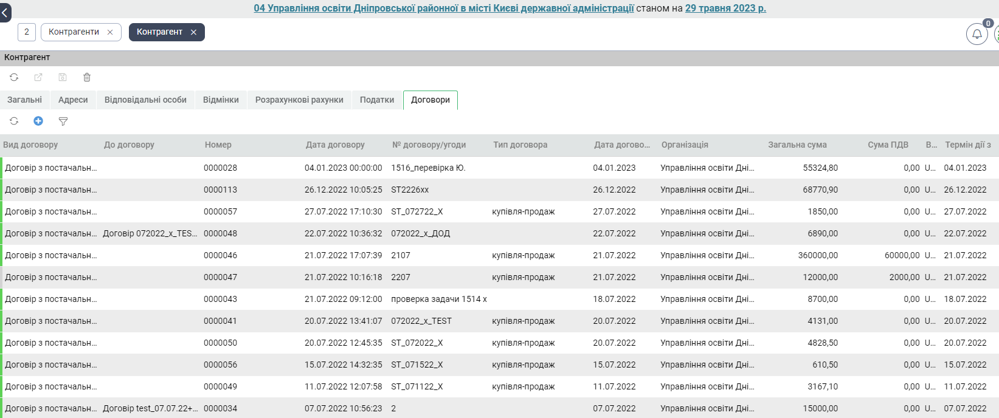 04 Управління освіти Дніпровської районної в місті Києві державної адміністрації станом на 29 травня 2023 р.
2 Контрагенти Контрагент 0
Контрагент
Загальні Адреси Відповідальні особи Відмінки Розрахункові рахунки Податки Договори
Вид договору До договору Номер Дата договору № договору/угоди Тип договора Дата догово... Організація Загальна сума Сума ПДВ В... Термін дії з
Договір з постачальн... 0000028 04.01.2023 00:00:00 1516_перевірка Ю. 04.01.2023 Управління освіти Дні... 55324,80 0,00 U... 04.01.2023
Договір з постачальн... 0000113 26.12.2022 10:05:25 ST2226xx 26.12.2022 Управління освіти Дні... 68770,90 0,00 U... 26.12.2022
Договір з постачальн... 0000057 27.07.2022 17:10:30 ST_072722_X купівля-продаж 27.07.2022 Управління освіти Дні... 1850,00 0,00 U... 27.07.2022
Договір з постачальн... Договір 072022_x_TES... 0000048 22.07.2022 10:36:32 072022_x_ДОД 22.07.2022 Управління освіти Дні... 6890,00 0,00 U... 22.07.2022
Договір з постачальн... 0000046 21.07.2022 17:07:39 2107 купівля-продаж 21.07.2022 Управління освіти Дні... 360000,00 60000,00 U... 21.07.2022
Договір з постачальн... 0000047 21.07.2022 10:16:18 2207 купівля-продаж 21.07.2022 Управління освіти Дні... 12000,00 2000,00 U... 21.07.2022
Договір з постачальн... 0000043 21.07.2022 09:12:00 проверка задачи 1514 х 18.07.2022 Управління освіти Дні... 8700,00 0,00 U... 18.07.2022
Договір з постачальн... 0000041 20.07.2022 13:41:07 072022_x_TEST купівля-продаж 20.07.2022 Управління освіти Дні... 4131,00 0,00 U... 20.07.2022
Договір з постачальн... 0000050 20.07.2022 12:45:35 ST_072022_X купівля-продаж 20.07.2022 Управління освіти Дні... 4828,50 0,00 U... 20.07.2022
Договір з постачальн... 0000056 15.07.2022 14:32:35 ST_071522_X купівля-продаж 15.07.2022 Управління освіти Дні... 610,50 0,00 U... 15.07.2022
Договір з постачальн... 0000049 11.07.2022 12:07:58 ST_071122_X купівля-продаж 11.07.2022 Управління освіти Дні... 3167,10 0,00 U... 11.07.2022
Договір з постачальн... Договір test_07.07.22+... 0000034 07.07.2022 10:56:23 2 07.07.2022 Управління освіти Дні... 15000,00 0,00 U... 07.07.2022